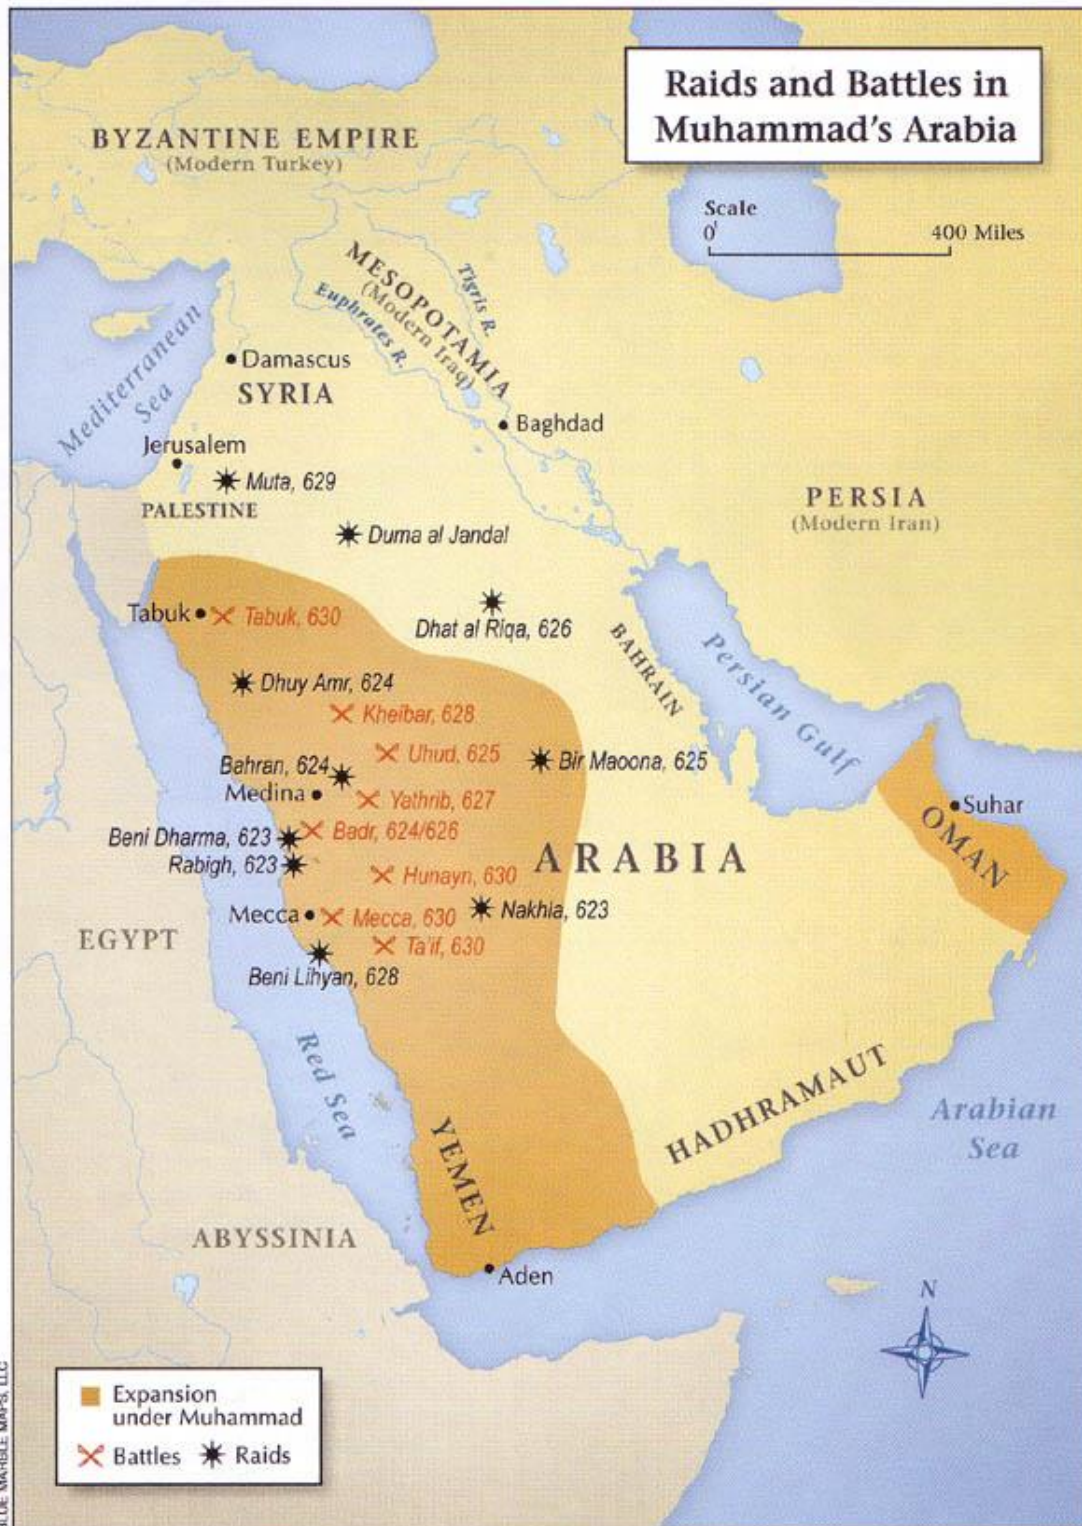 Raids and Battles in
Muhammad's Arabia
BYZANTINE EMPIRE
(Modern Turkey)
Scale
0
400 Miles
MESOPOTAMIA
(Modern Iraq)
Tigris R.
Euphrates R.
Mediterranean
Sea
Damascus
SYRIA
Baghdad
Jerusalem
Muta, 629
PALESTINE
PERSIA
(Modern Iran)
Duma al Jandal
Tabuk
Tabuk, 630
Dhat al Riqa, 626
BAHRAIN
Persian Gulf
Dhuy Amr, 624
Kheibar, 628
Uhud, 625
Bir Maoona, 625
Bahran, 624
Medina
Yathrib, 627
Suhar
OMAN
Beni Dharma, 623
Badr, 624/626
Rabigh, 623
ARABIA
Hunayn, 630
Mecca
Mecca, 630
Nakhla, 623
EGYPT
Ta'if, 630
Beni Lihyan, 628
Red Sea
HADHRAMAUT
Arabian
Sea
YEMEN
ABYSSINIA
Aden
N
Expansion
under Muhammad
Battles
Raids
BLUE MARBLE MAPS, LLC